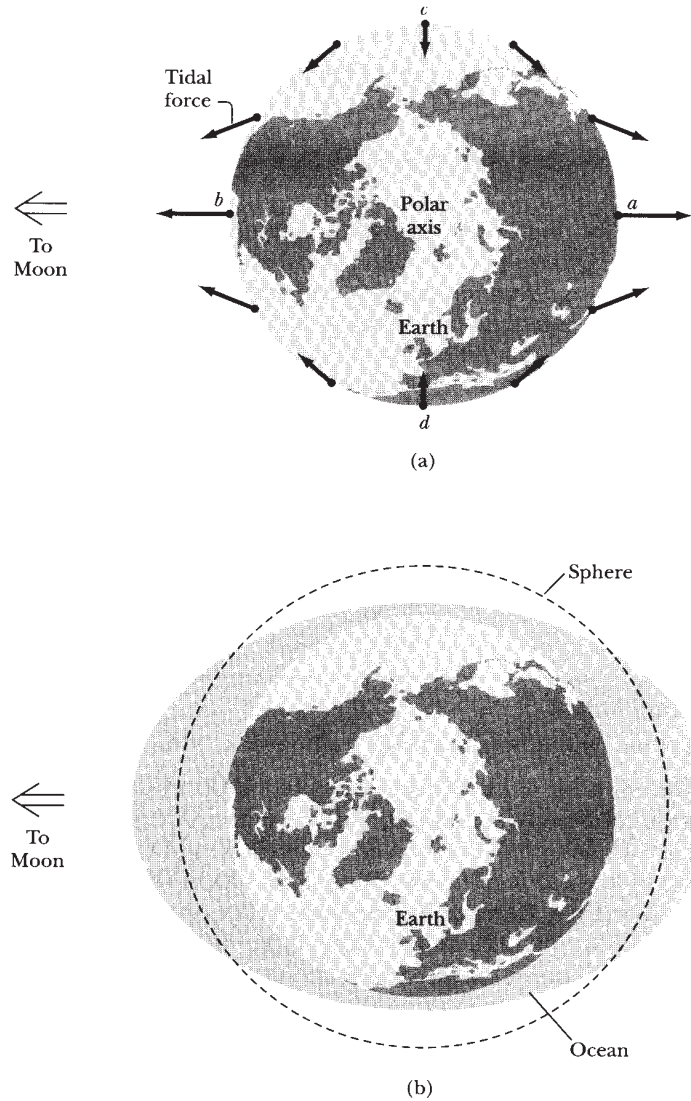 c
Tidal
force
b
a
Polar
axis
To
Moon
Earth
d
(a)
Sphere
To
Moon
Earth
Ocean
(b)